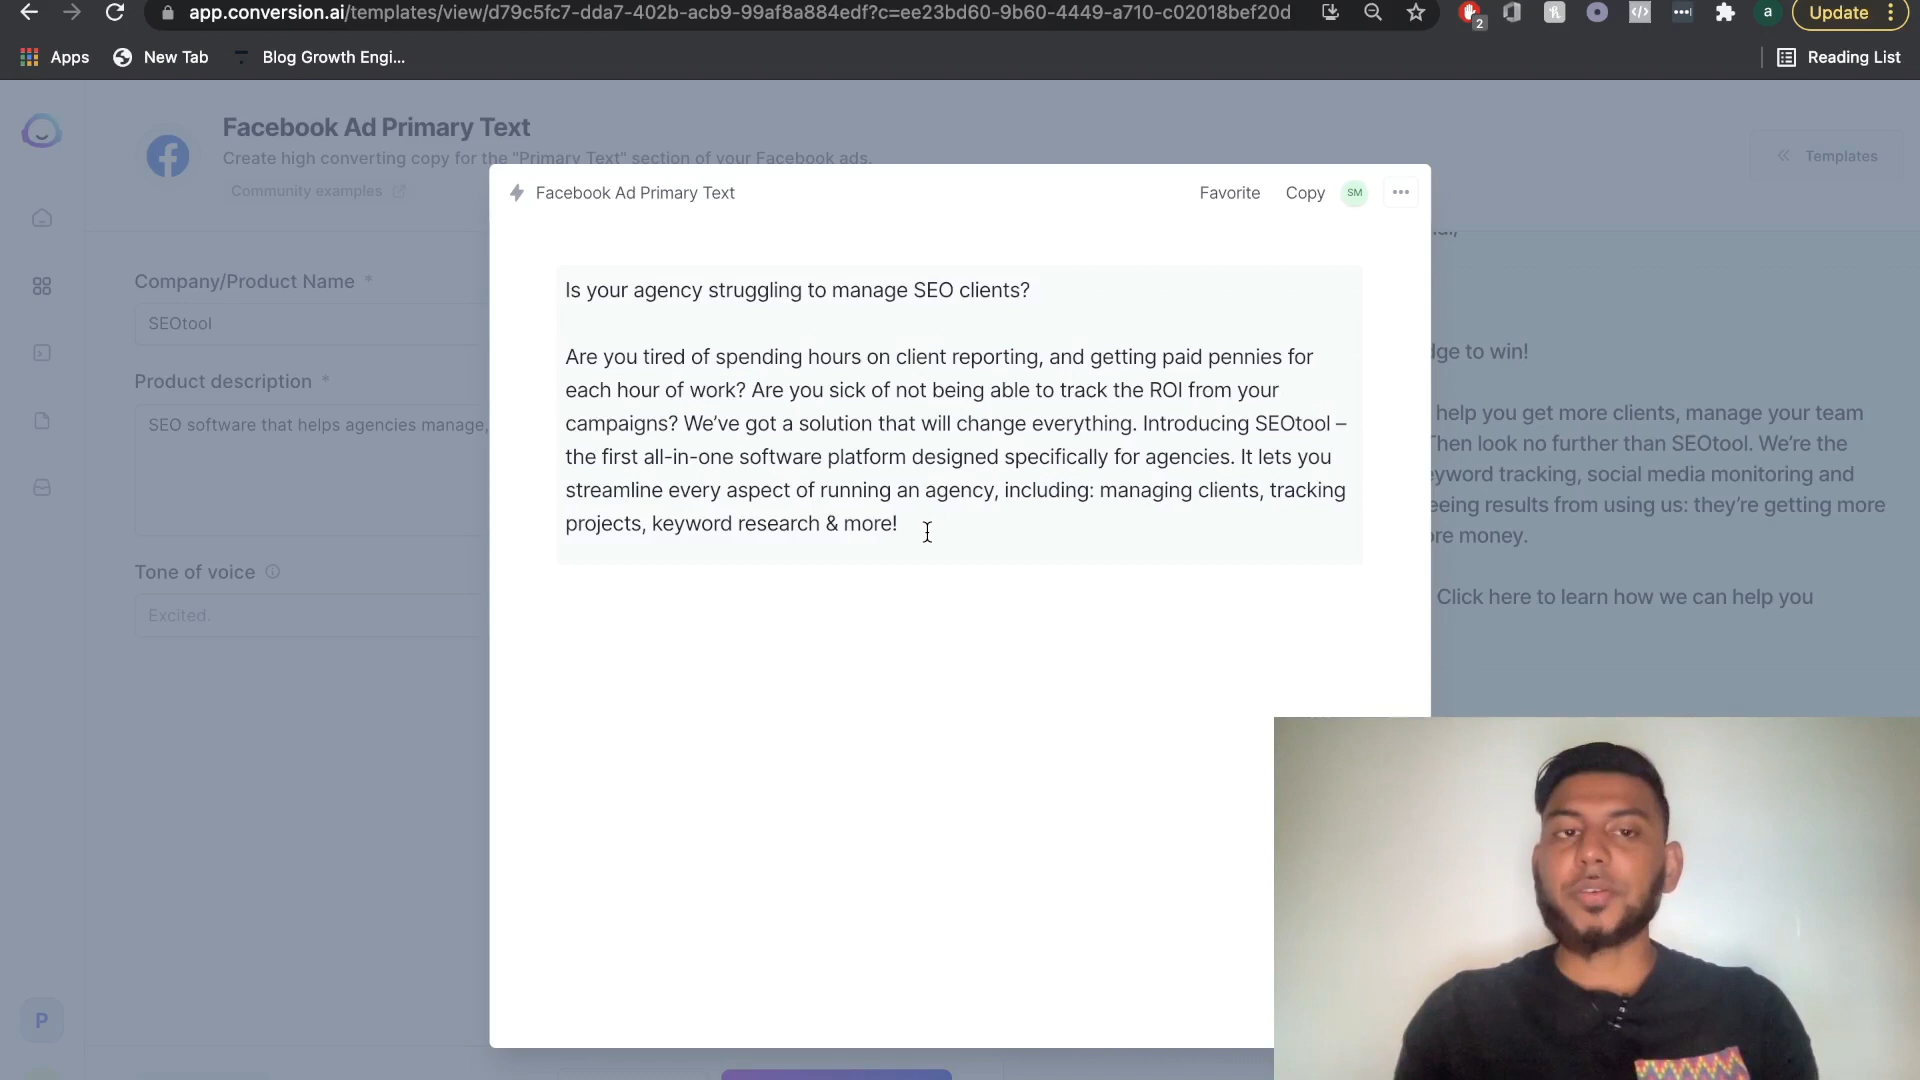 app.conversion.ai/templates/view/d79c5fc7-dda7-402b-acb9-99af8a884edf?c=ee23bd60-9b60-4449-a710-c02018bef20d
2
a
Update
Apps
New Tab
Blog Growth Engi...
Reading List
Facebook Ad Primary Text
Create high converting copy for the "Primary Text" section of your Facebook ads.
Community examples
Templates
Facebook Ad Primary Text
Favorite
Copy
SM
Company/Product Name *
SEOtool
Product description *
SEO software that helps agencies manage,
Tone of voice
Excited.
Is your agency struggling to manage SEO clients?
Are you tired of spending hours on client reporting, and getting paid pennies for
each hour of work? Are you sick of not being able to track the ROI from your
campaigns? We’ve got a solution that will change everything. Introducing SEOtool –
the first all-in-one software platform designed specifically for agencies. It lets you
streamline every aspect of running an agency, including: managing clients, tracking
projects, keyword research & more!
to win!
help you get more clients, manage your team
Then look no further than SEOtool. We’re the
tracking, social media monitoring and
results from using us: they’re getting more
money.
Click here to learn how we can help you
P